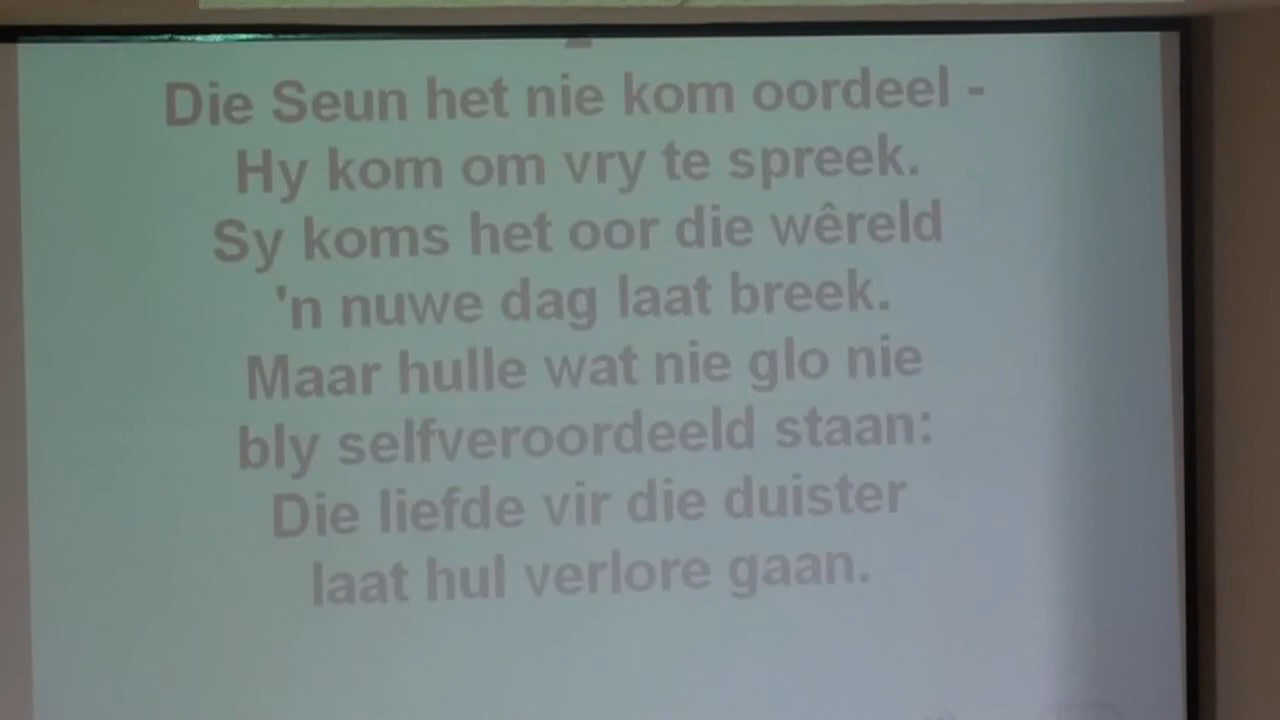 Die Seun het nie kom oordeel -
Hy kom om vry te spreek.
Sy koms het oor die wêreld
'n nuwe dag laat breek.
Maar hulle wat nie glo nie
bly selfveroordeeld staan:
Die liefde vir die duister
laat hul verlore gaan.